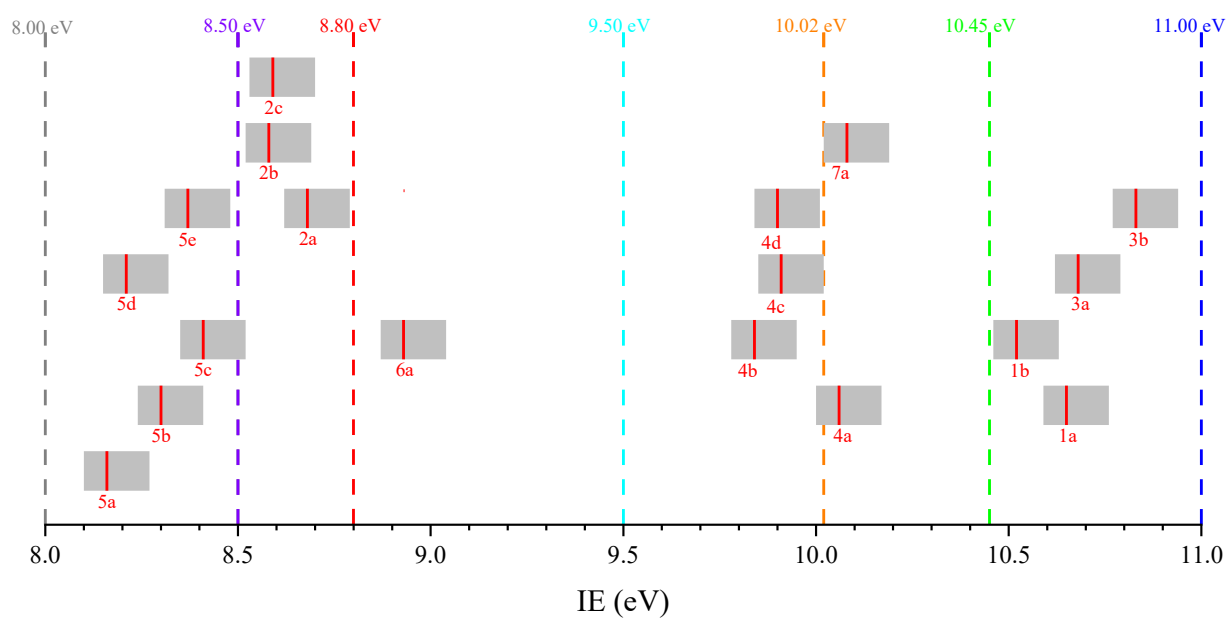 8.00 eV 8.50 eV 8.80 eV 9.50 eV 10.02 eV 10.45 eV 11.00 eV
2c
2b 7a
5e 2a 4d 3b
5d 4c 3a
5c 6a 4b 1b
5b 4a 1a
5a
8.0 8.5 9.0 9.5 10.0 10.5 11.0
IE (eV)